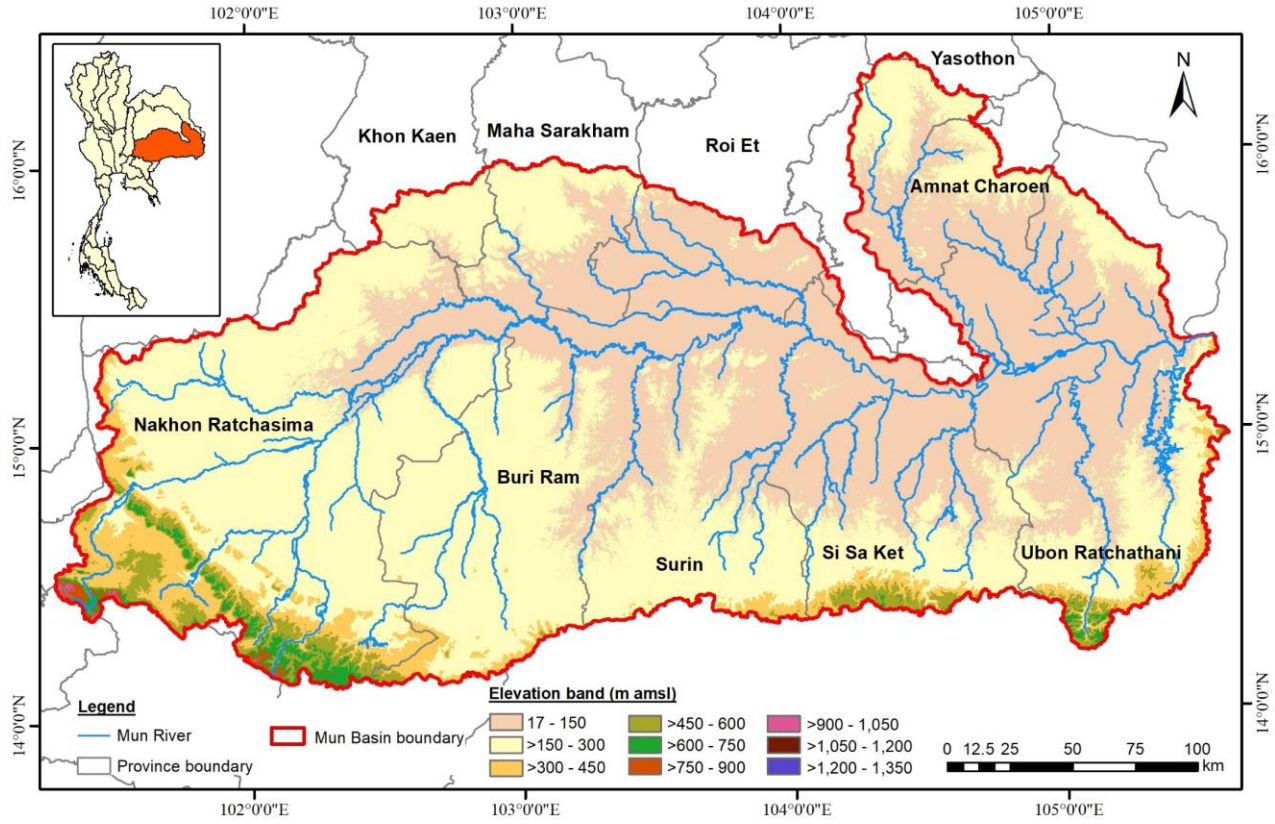 102°0'0"E
103°0'0"E
104°0'0"E
105°0'0"E
Yasothon
N
Khon Kaen
Maha Sarakham
Roi Et
16°0'0"N
16°0'0"N
Amnat Charoen
Nakhon Ratchasima
15°0'0"N
15°0'0"N
Buri Ram
Surin
Si Sa Ket
Ubon Ratchathani
14°0'0"N
14°0'0"N
Legend
Mun River
Mun Basin boundary
Province boundary
Elevation band (m amsl)
17 - 150
>450 - 600
>900 - 1,050
>150 - 300
>600 - 750
>1,050 - 1,200
>300 - 450
>750 - 900
>1,200 - 1,350
0 12.5 25 50 75 100
km
102°0'0"E
103°0'0"E
104°0'0"E
105°0'0"E